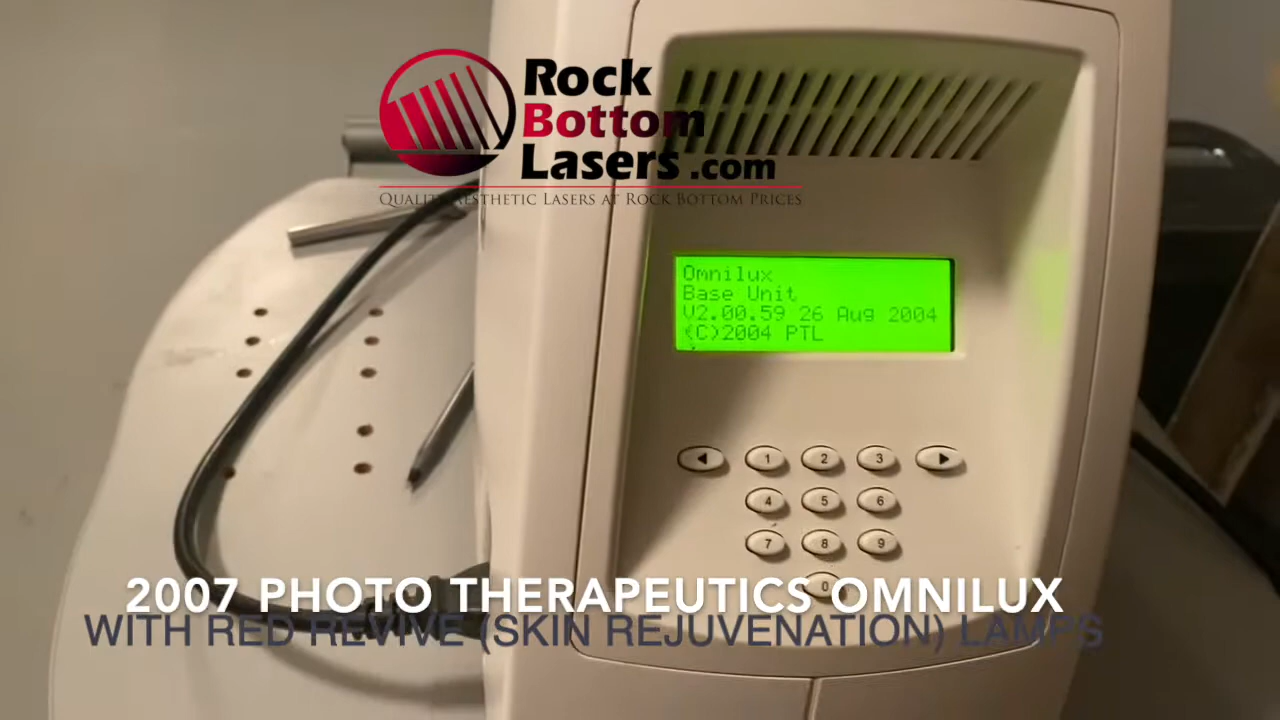 Rock
Bottom
Lasers.com
Quality Aesthetic Lasers at Rock Bottom Prices
Omnilux
Base Unit
V2.00.59 26 Aug 2004
(C)2004 PTL
1 2 3
4 5 6
7 8 9
0
2007 PHOTO THERAPEUTICS OMNILUX
WITH RED REVIVE (SKIN REJUVENATION) LAMPS